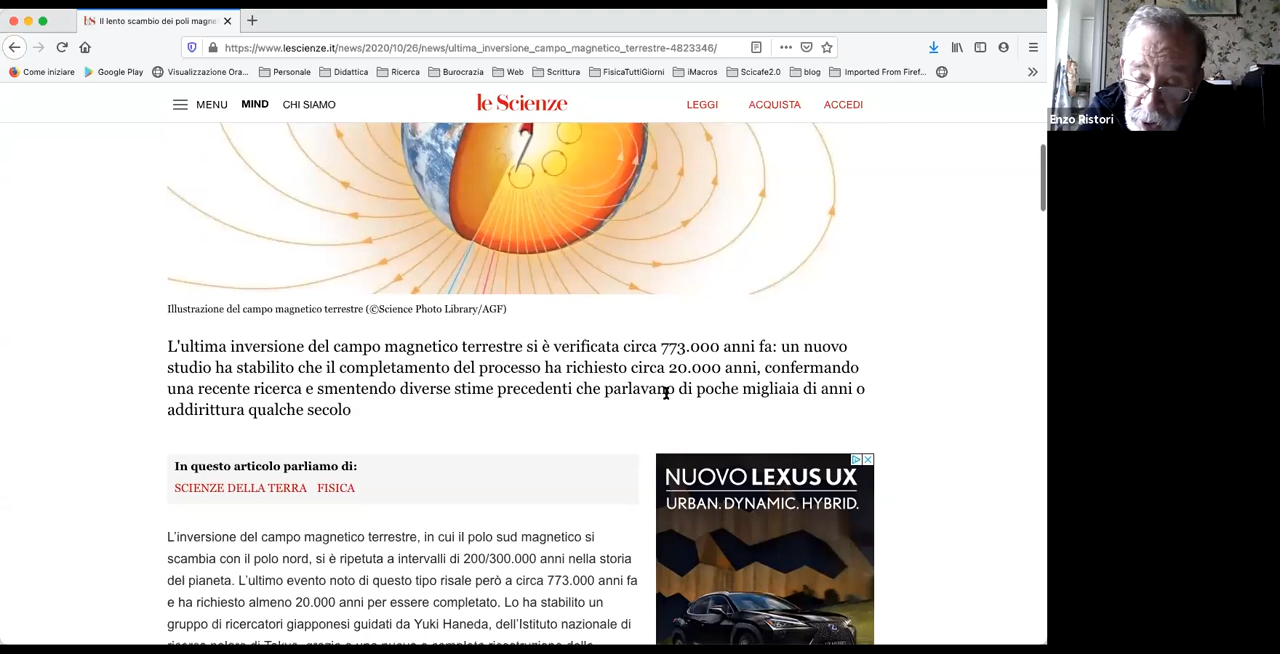 Il lento scambio dei poli magne
https://www.lescienze.it/news/2020/10/26/news/ultima_inversione_campo_magnetico_terrestre-4823346/
Come iniziare Google Play Visualizzazione Ora... Personale Didattica Ricerca Burocrazia Web Scrittura FisicaTuttiGiorni iMacros Scicafe2.0 blog Imported From Firef...
MENU MIND CHI SIAMO le Scienze LEGGI ACQUISTA ACCEDI
Enzo Ristori
Illustrazione del campo magnetico terrestre (©Science Photo Library/AGF)
L'ultima inversione del campo magnetico terrestre si è verificata circa 773.000 anni fa: un nuovo
studio ha stabilito che il completamento del processo ha richiesto circa 20.000 anni, confermando
una recente ricerca e smentendo diverse stime precedenti che parlavano di poche migliaia di anni o
addirittura qualche secolo
In questo articolo parliamo di:
SCIENZE DELLA TERRA FISICA
NUOVO LEXUS UX
URBAN. DYNAMIC. HYBRID.
L'inversione del campo magnetico terrestre, in cui il polo sud magnetico si
scambia con il polo nord, si è ripetuta a intervalli di 200/300.000 anni nella storia
del pianeta. L'ultimo evento noto di questo tipo risale però a circa 773.000 anni fa
e ha richiesto almeno 20.000 anni per essere completato. Lo ha stabilito un
gruppo di ricercatori giapponesi guidati da Yuki Haneda, dell'Istituto nazionale di